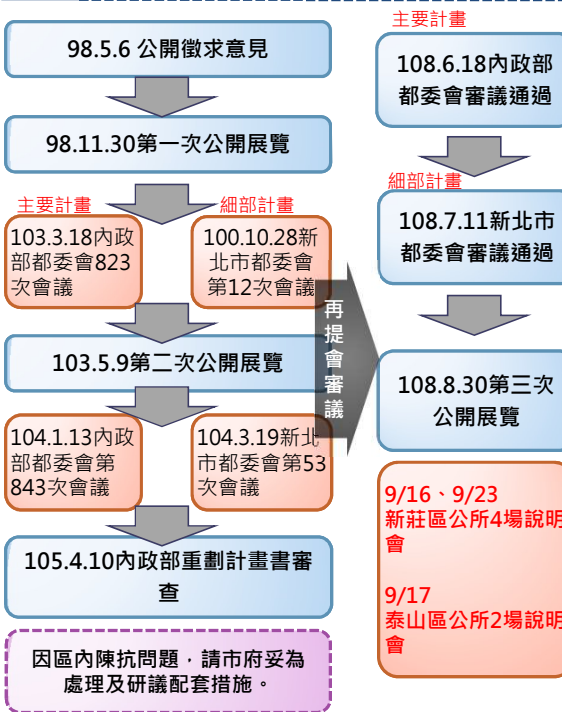 98.5.6 公開徵求意見
98.11.30第一次公開展覽
主要計畫
細部計畫
103.3.18內政
部都委會823
次會議
100.10.28新
北市都委會
第12次會議
103.5.9第二次公開展覽
104.1.13內政
部都委會第
843次會議
104.3.19新北
市都委會第53
次會議
105.4.10內政部重劃計畫書審
查
因區內陳抗問題，請市府妥為
處理及研議配套措施。
再
提
會
審
議
主要計畫
108.6.18內政部
都委會審議通過
細部計畫
108.7.11新北市
都委會審議通過
108.8.30第三次
公開展覽
9/16、9/23
新莊區公所4場說明
會
9/17
泰山區公所2場說明
會